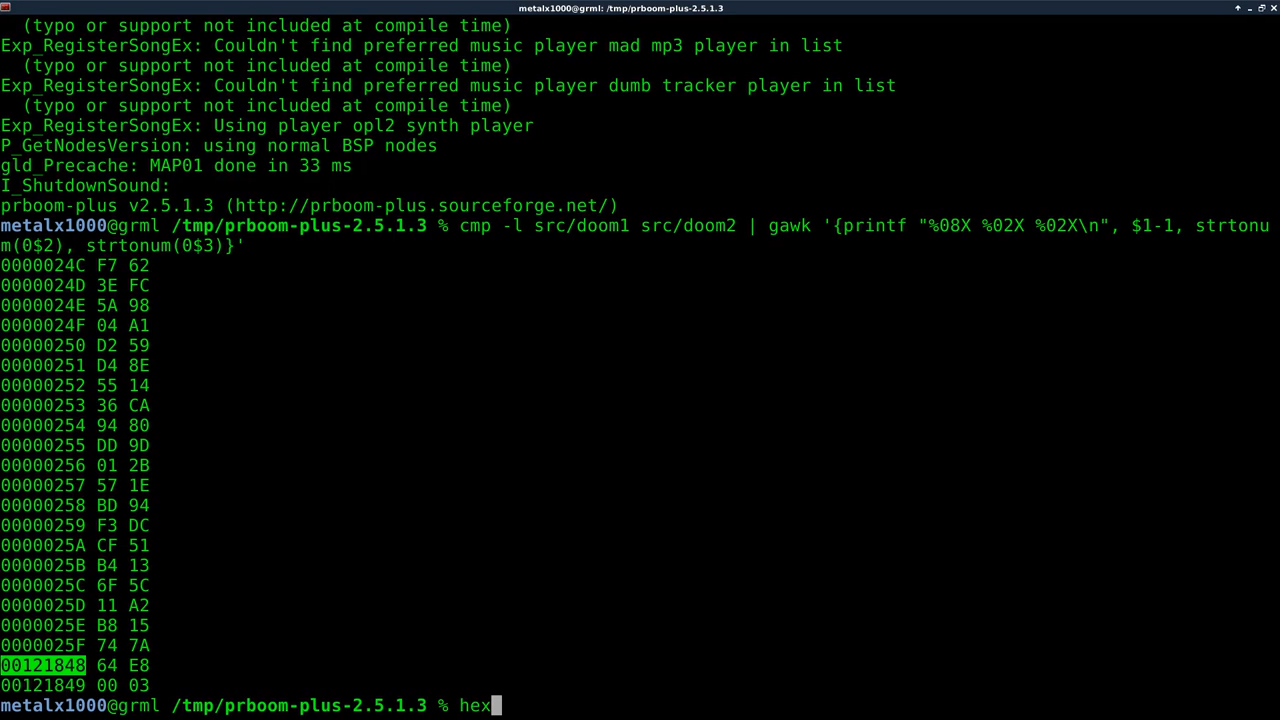 metalx1000@grml: /tmp/prboom-plus-2.5.1.3
  (typo or support not included at compile time)
Exp_RegisterSongEx: Couldn't find preferred music player mad mp3 player in list
  (typo or support not included at compile time)
Exp_RegisterSongEx: Couldn't find preferred music player dumb tracker player in list
  (typo or support not included at compile time)
Exp_RegisterSongEx: Using player opl2 synth player
P_GetNodesVersion: using normal BSP nodes
gld_Precache: MAP01 done in 33 ms
I_ShutdownSound:
prboom-plus v2.5.1.3 (http://prboom-plus.sourceforge.net/)
metalx1000@grml /tmp/prboom-plus-2.5.1.3 % cmp -l src/doom1 src/doom2 | gawk '{printf "%08X %02X %02X\n", $1-1, strtonu
m(0$2), strtonum(0$3)}'
0000024C F7 62
0000024D 3E FC
0000024E 5A 98
0000024F 04 A1
00000250 D2 59
00000251 D4 8E
00000252 55 14
00000253 36 CA
00000254 94 80
00000255 DD 9D
00000256 01 2B
00000257 57 1E
00000258 BD 94
00000259 F3 DC
0000025A CF 51
0000025B B4 13
0000025C 6F 5C
0000025D 11 A2
0000025E B8 15
0000025F 74 7A
00121848 64 E8
00121849 00 03
metalx1000@grml /tmp/prboom-plus-2.5.1.3 % hex